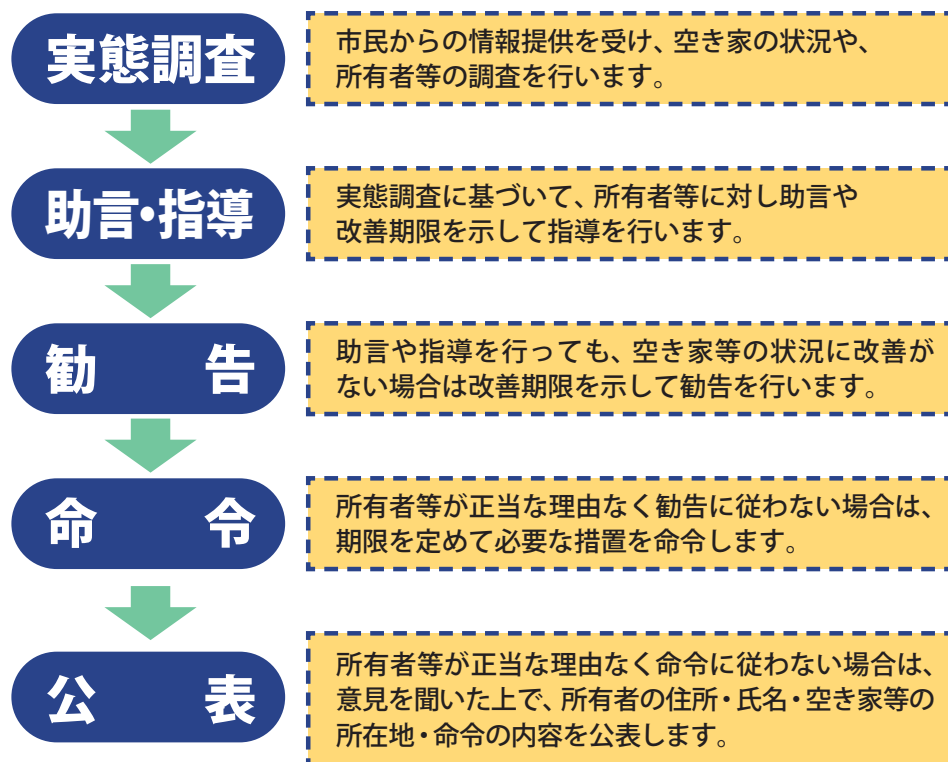 実態調査
市民からの情報提供を受け、空き家の状況や、
所有者等の調査を行います。
助言・指導
実態調査に基づいて、所有者等に対し助言や
改善期限を示して指導を行います。
勧告
助言や指導を行っても、空き家等の状況に改善が
ない場合は改善期限を示して勧告を行います。
命令
所有者等が正当な理由なく勧告に従わない場合は、
期限を定めて必要な措置を命令します。
公表
所有者等が正当な理由なく命令に従わない場合は、
意見を聞いた上で、所有者の住所・氏名・空き家等の
所在地・命令の内容を公表します。